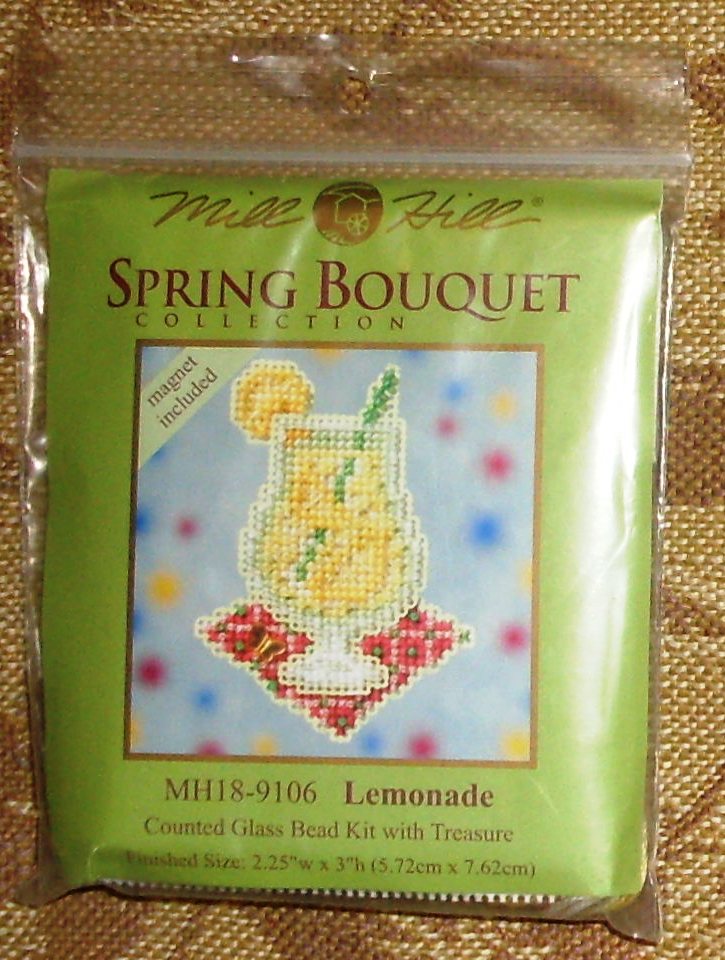 Mill Hill®
SPRING BOUQUET
COLLECTION
magnet
included
MH18-9106 Lemonade
Counted Glass Bead Kit with Treasure
Finished Size: 2.25"w x 3"h (5.72cm x 7.62cm)